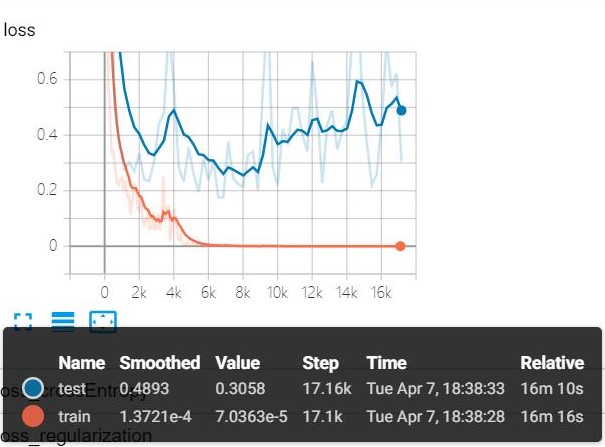 loss
0.6
0.4
0.2
0
0 2k 4k 6k 8k 10k 12k 14k 16k
Name Smoothed Value Step Time Relative
test 0.4893 0.3058 17.16k Tue Apr 7, 18:38:33 16m 10s
oss_crossEntropy
train 1.3721e-4 7.0363e-5 17.1k Tue Apr 7, 18:38:28 16m 16s
oss_regularization